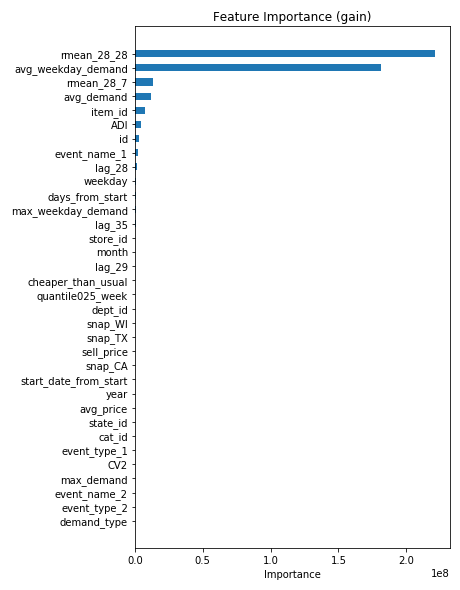 Feature Importance (gain)
rmean_28_28
avg_weekday_demand
rmean_28_7
avg_demand
item_id
ADI
id
event_name_1
lag_28
weekday
days_from_start
max_weekday_demand
lag_35
store_id
month
lag_29
cheaper_than_usual
quantile025_week
dept_id
snap_WI
snap_TX
sell_price
snap_CA
start_date_from_start
year
avg_price
state_id
cat_id
event_type_1
CV2
max_demand
event_name_2
event_type_2
demand_type
0.0 0.5 1.0 1.5 2.0
1e8
Importance